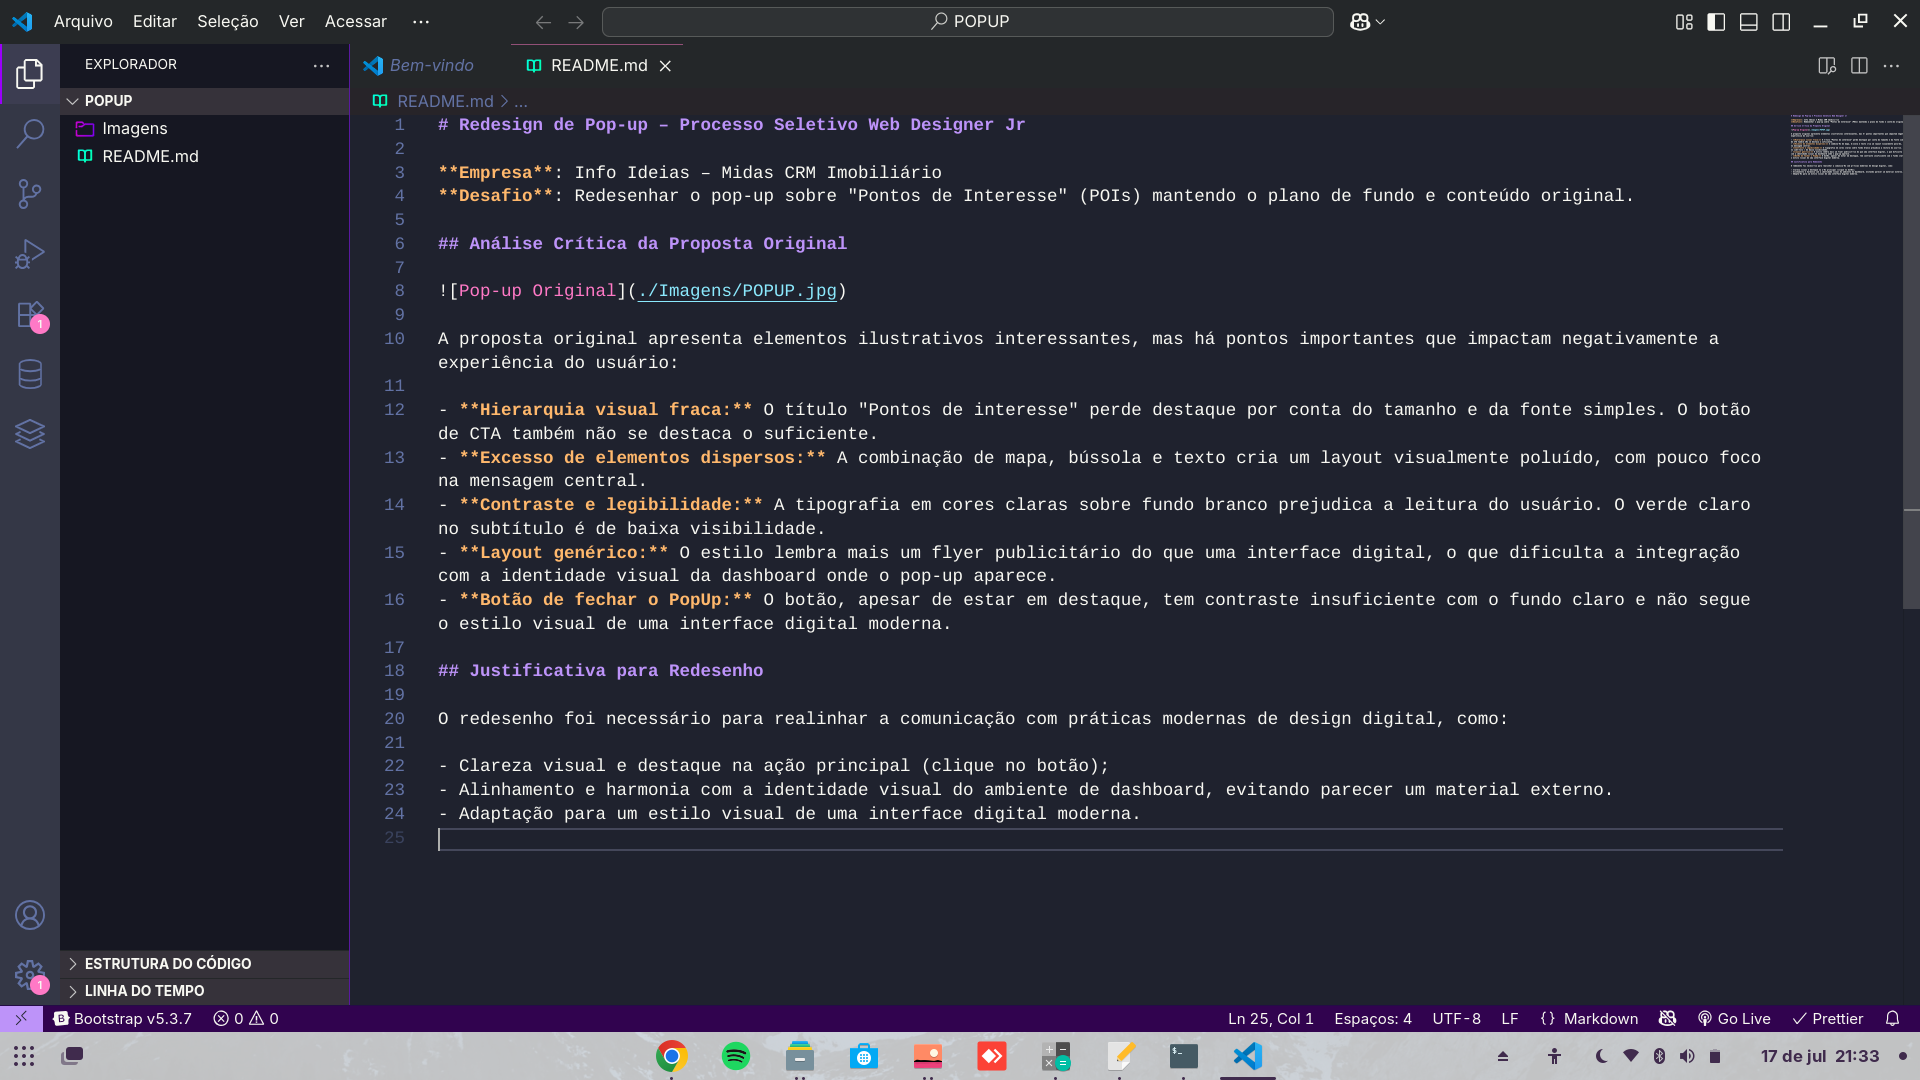 Arquivo Editar Seleção Ver Acessar ···
POPUP
EXPLORADOR ···
POPUP
Imagens
README.md
Bem-vindo
README.md
README.md > ...
1 # Redesign de Pop-up – Processo Seletivo Web Designer Jr
2
3 **Empresa**: Info Ideias – Midas CRM Imobiliário
4 **Desafio**: Redesenhar o pop-up sobre "Pontos de Interesse" (POIs) mantendo o plano de fundo e conteúdo original.
5
6 ## Análise Crítica da Proposta Original
7
8 ![Pop-up Original](./Imagens/POPUP.jpg)
9
10 A proposta original apresenta elementos ilustrativos interessantes, mas há pontos importantes que impactam negativamente a
experiência do usuário:
11
12 - **Hierarquia visual fraca:** O título "Pontos de interesse" perde destaque por conta do tamanho e da fonte simples. O botão
de CTA também não se destaca o suficiente.
13 - **Excesso de elementos dispersos:** A combinação de mapa, bússola e texto cria um layout visualmente poluído, com pouco foco
na mensagem central.
14 - **Contraste e legibilidade:** A tipografia em cores claras sobre fundo branco prejudica a leitura do usuário. O verde claro
no subtítulo é de baixa visibilidade.
15 - **Layout genérico:** O estilo lembra mais um flyer publicitário do que uma interface digital, o que dificulta a integração
com a identidade visual da dashboard onde o pop-up aparece.
16 - **Botão de fechar o PopUp:** O botão, apesar de estar em destaque, tem contraste insuficiente com o fundo claro e não segue
o estilo visual de uma interface digital moderna.
17
18 ## Justificativa para Redesenho
19
20 O redesenho foi necessário para realinhar a comunicação com práticas modernas de design digital, como:
21
22 - Clareza visual e destaque na ação principal (clique no botão);
23 - Alinhamento e harmonia com a identidade visual do ambiente de dashboard, evitando parecer um material externo.
24 - Adaptação para um estilo visual de uma interface digital moderna.
25
1
1
ESTRUTURA DO CÓDIGO
LINHA DO TEMPO
Bootstrap v5.3.7 0 0 Ln 25, Col 1 Espaços: 4 UTF-8 LF {} Markdown Go Live Prettier
17 de jul 21:33